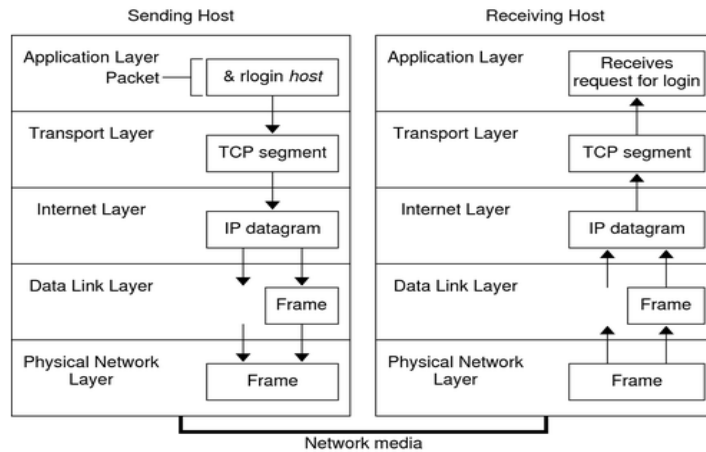 Sending Host
Application Layer
Packet
& rlogin host
Transport Layer
TCP segment
Internet Layer
IP datagram
Data Link Layer
Frame
Physical Network
Layer
Frame
Receiving Host
Application Layer
Receives
request for login
Transport Layer
TCP segment
Internet Layer
IP datagram
Data Link Layer
Frame
Physical Network
Layer
Frame
Network media